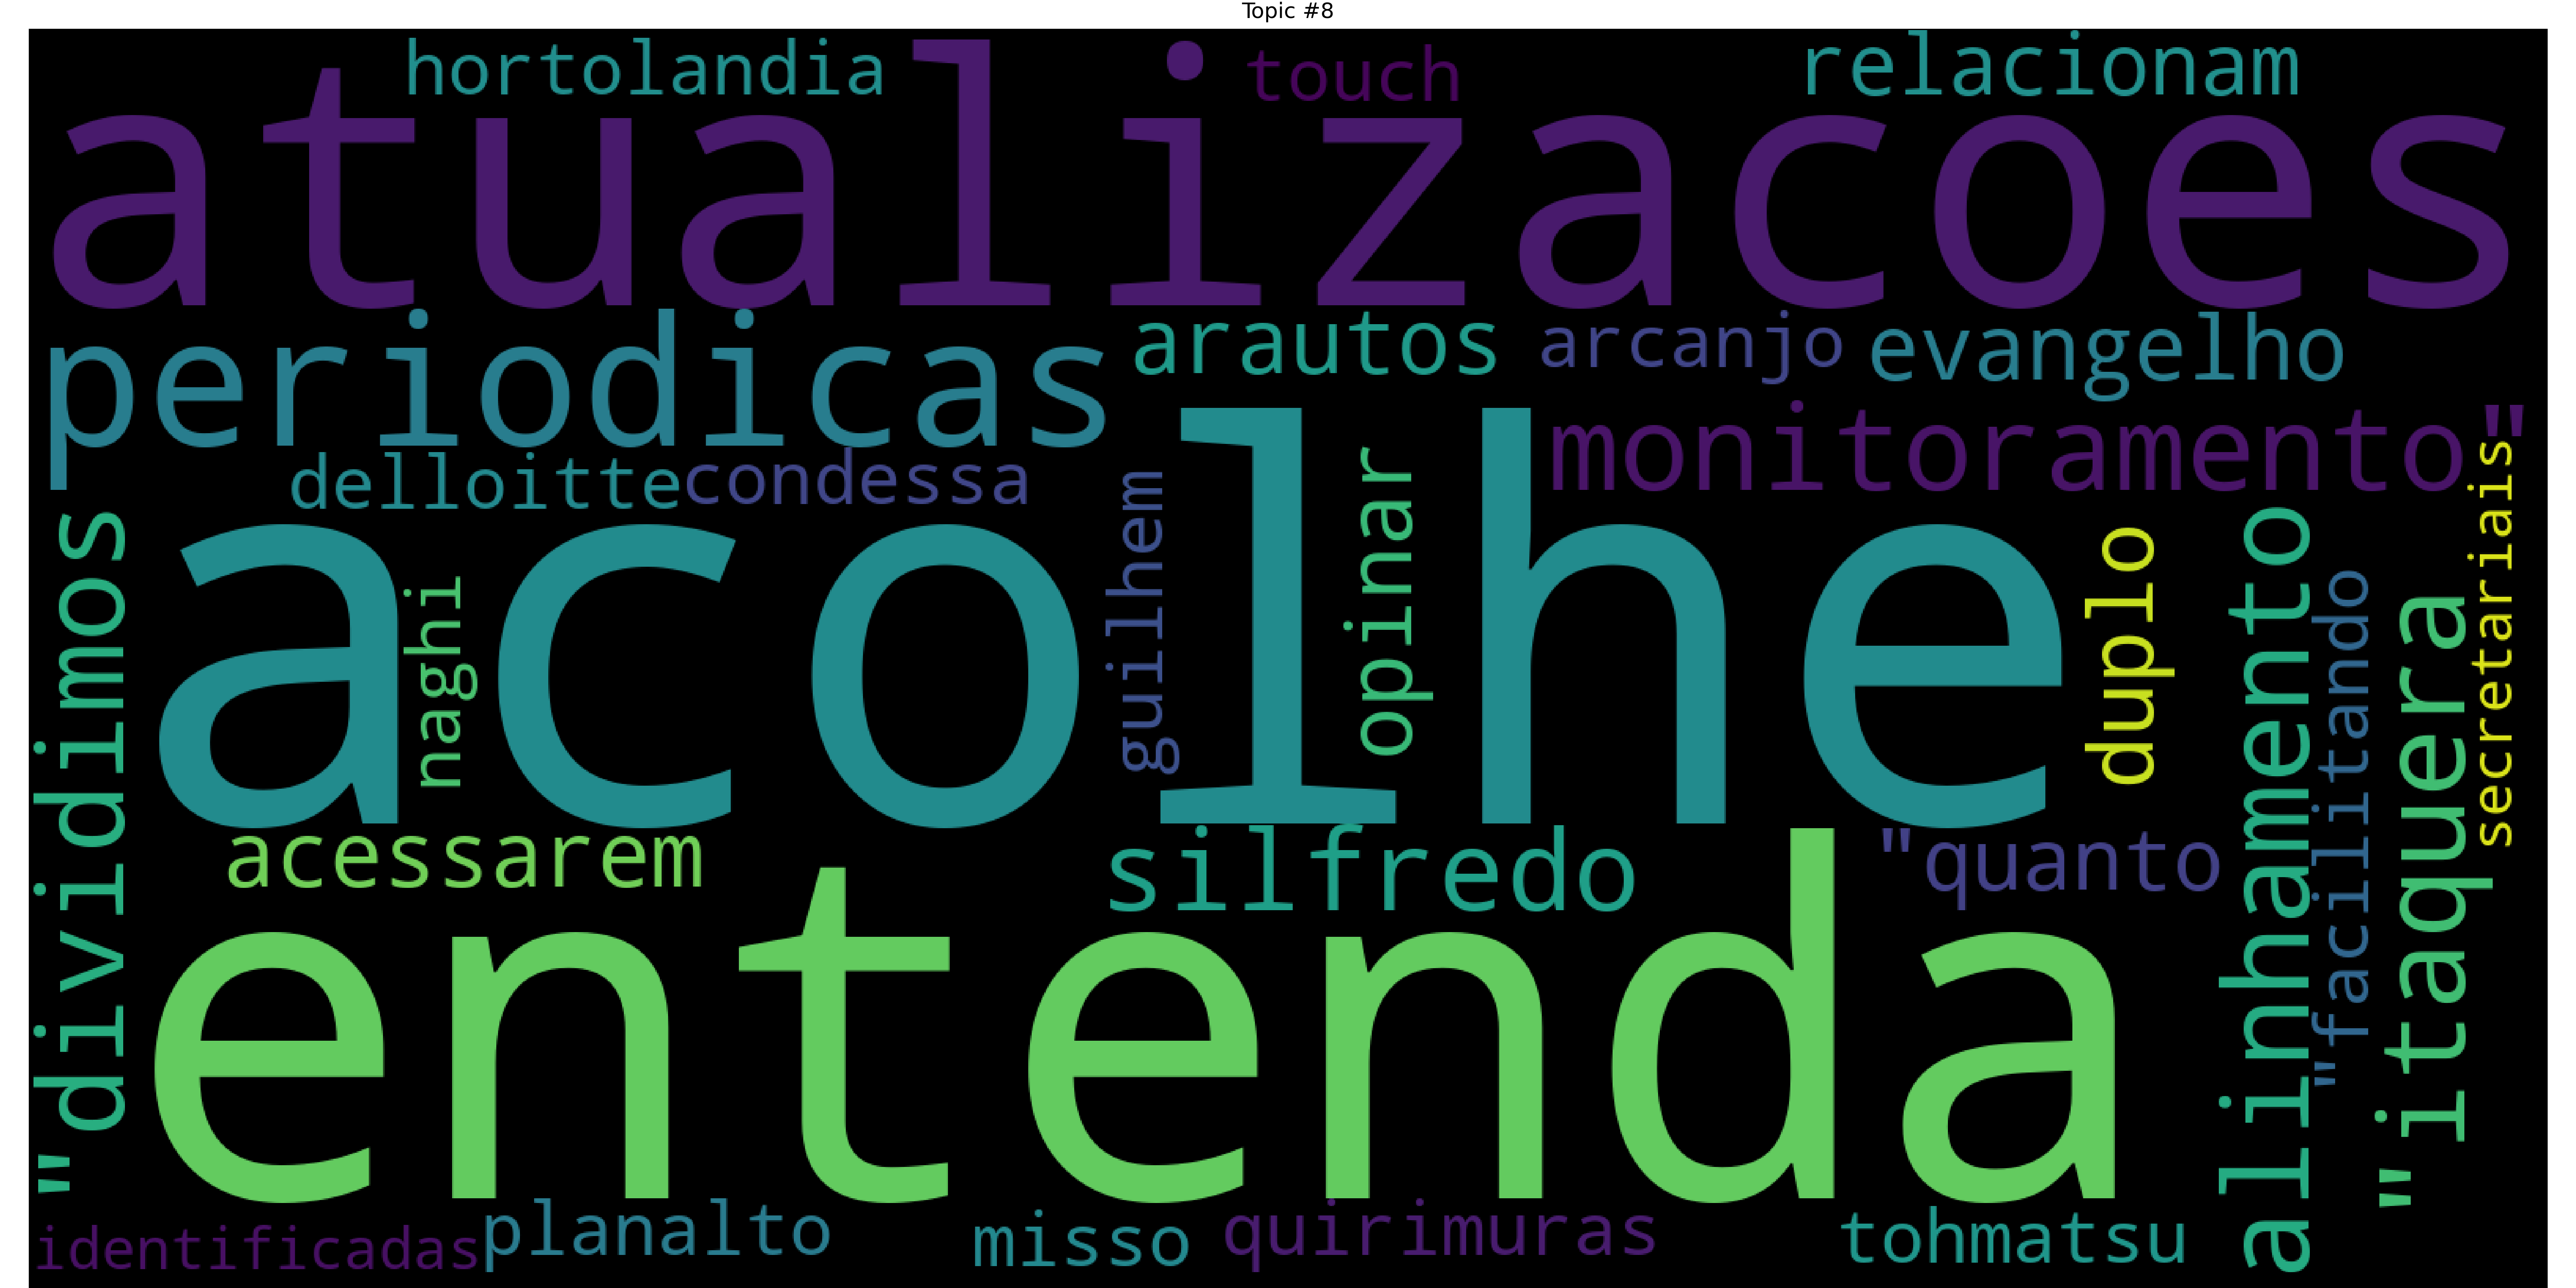 Topic #8
hortolandia
touch
relacionam
atualizacoes
periodicas
arautos
arcanjo
evangelho
monitoramento"
delloitte
condessa
guilhem
opinar
secretariais
"dividimos
acolhe
naghi
duplo
alinhamento
"facilitando
"itaquera
acessarem
silfredo
"quanto
entenda
identificadas
planalto
misso
quirimuras
tohmatsu